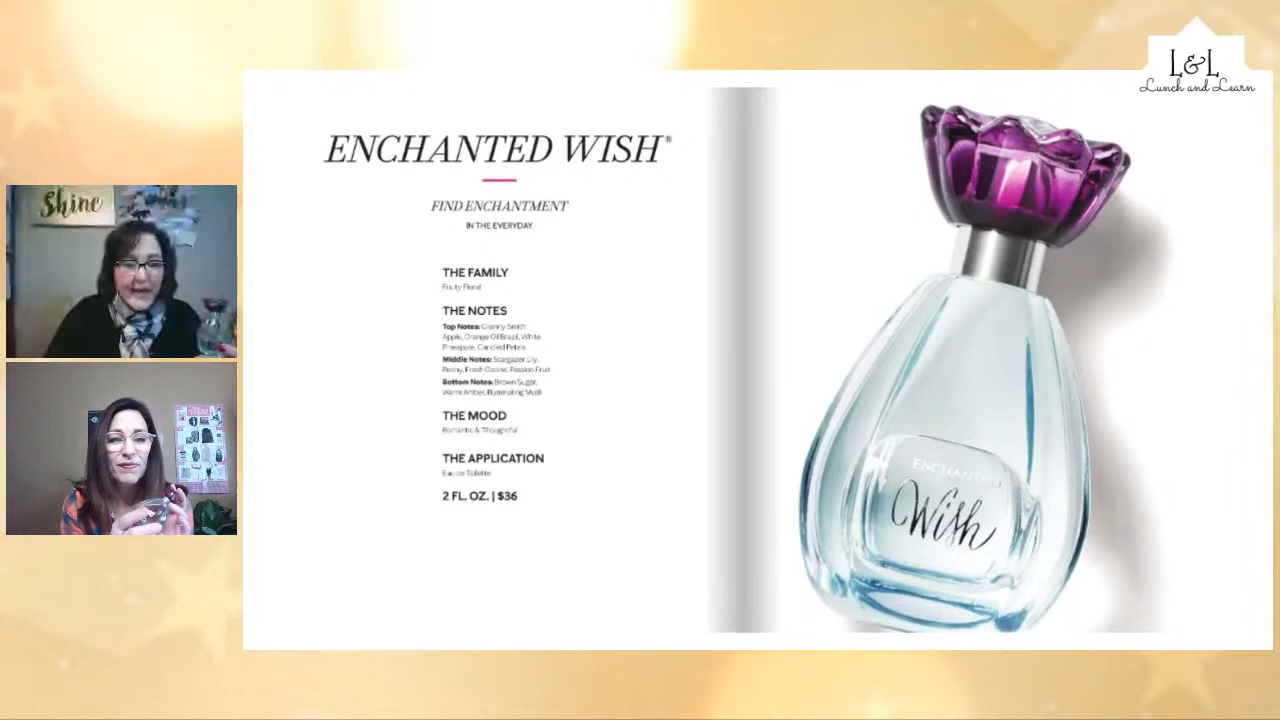 L&L
Lunch and Learn
Shine
ENCHANTED WISH®
FIND ENCHANTMENT
IN THE EVERYDAY.
THE FAMILY
Fruity Floral
THE NOTES
Top Notes: Granny Smith
Apple, Orange Oil Brazil, White
Pineapple, Candied Petals
Middle Notes: Stargazer Lily,
Peony, Fresh Ozone, Passion Fruit
Bottom Notes: Brown Sugar,
Warm Amber, Illuminating Musk
THE MOOD
Romantic & Thoughtful
THE APPLICATION
Eau de Toilette
2 FL. OZ. | $36
ENCHANTED
Wish